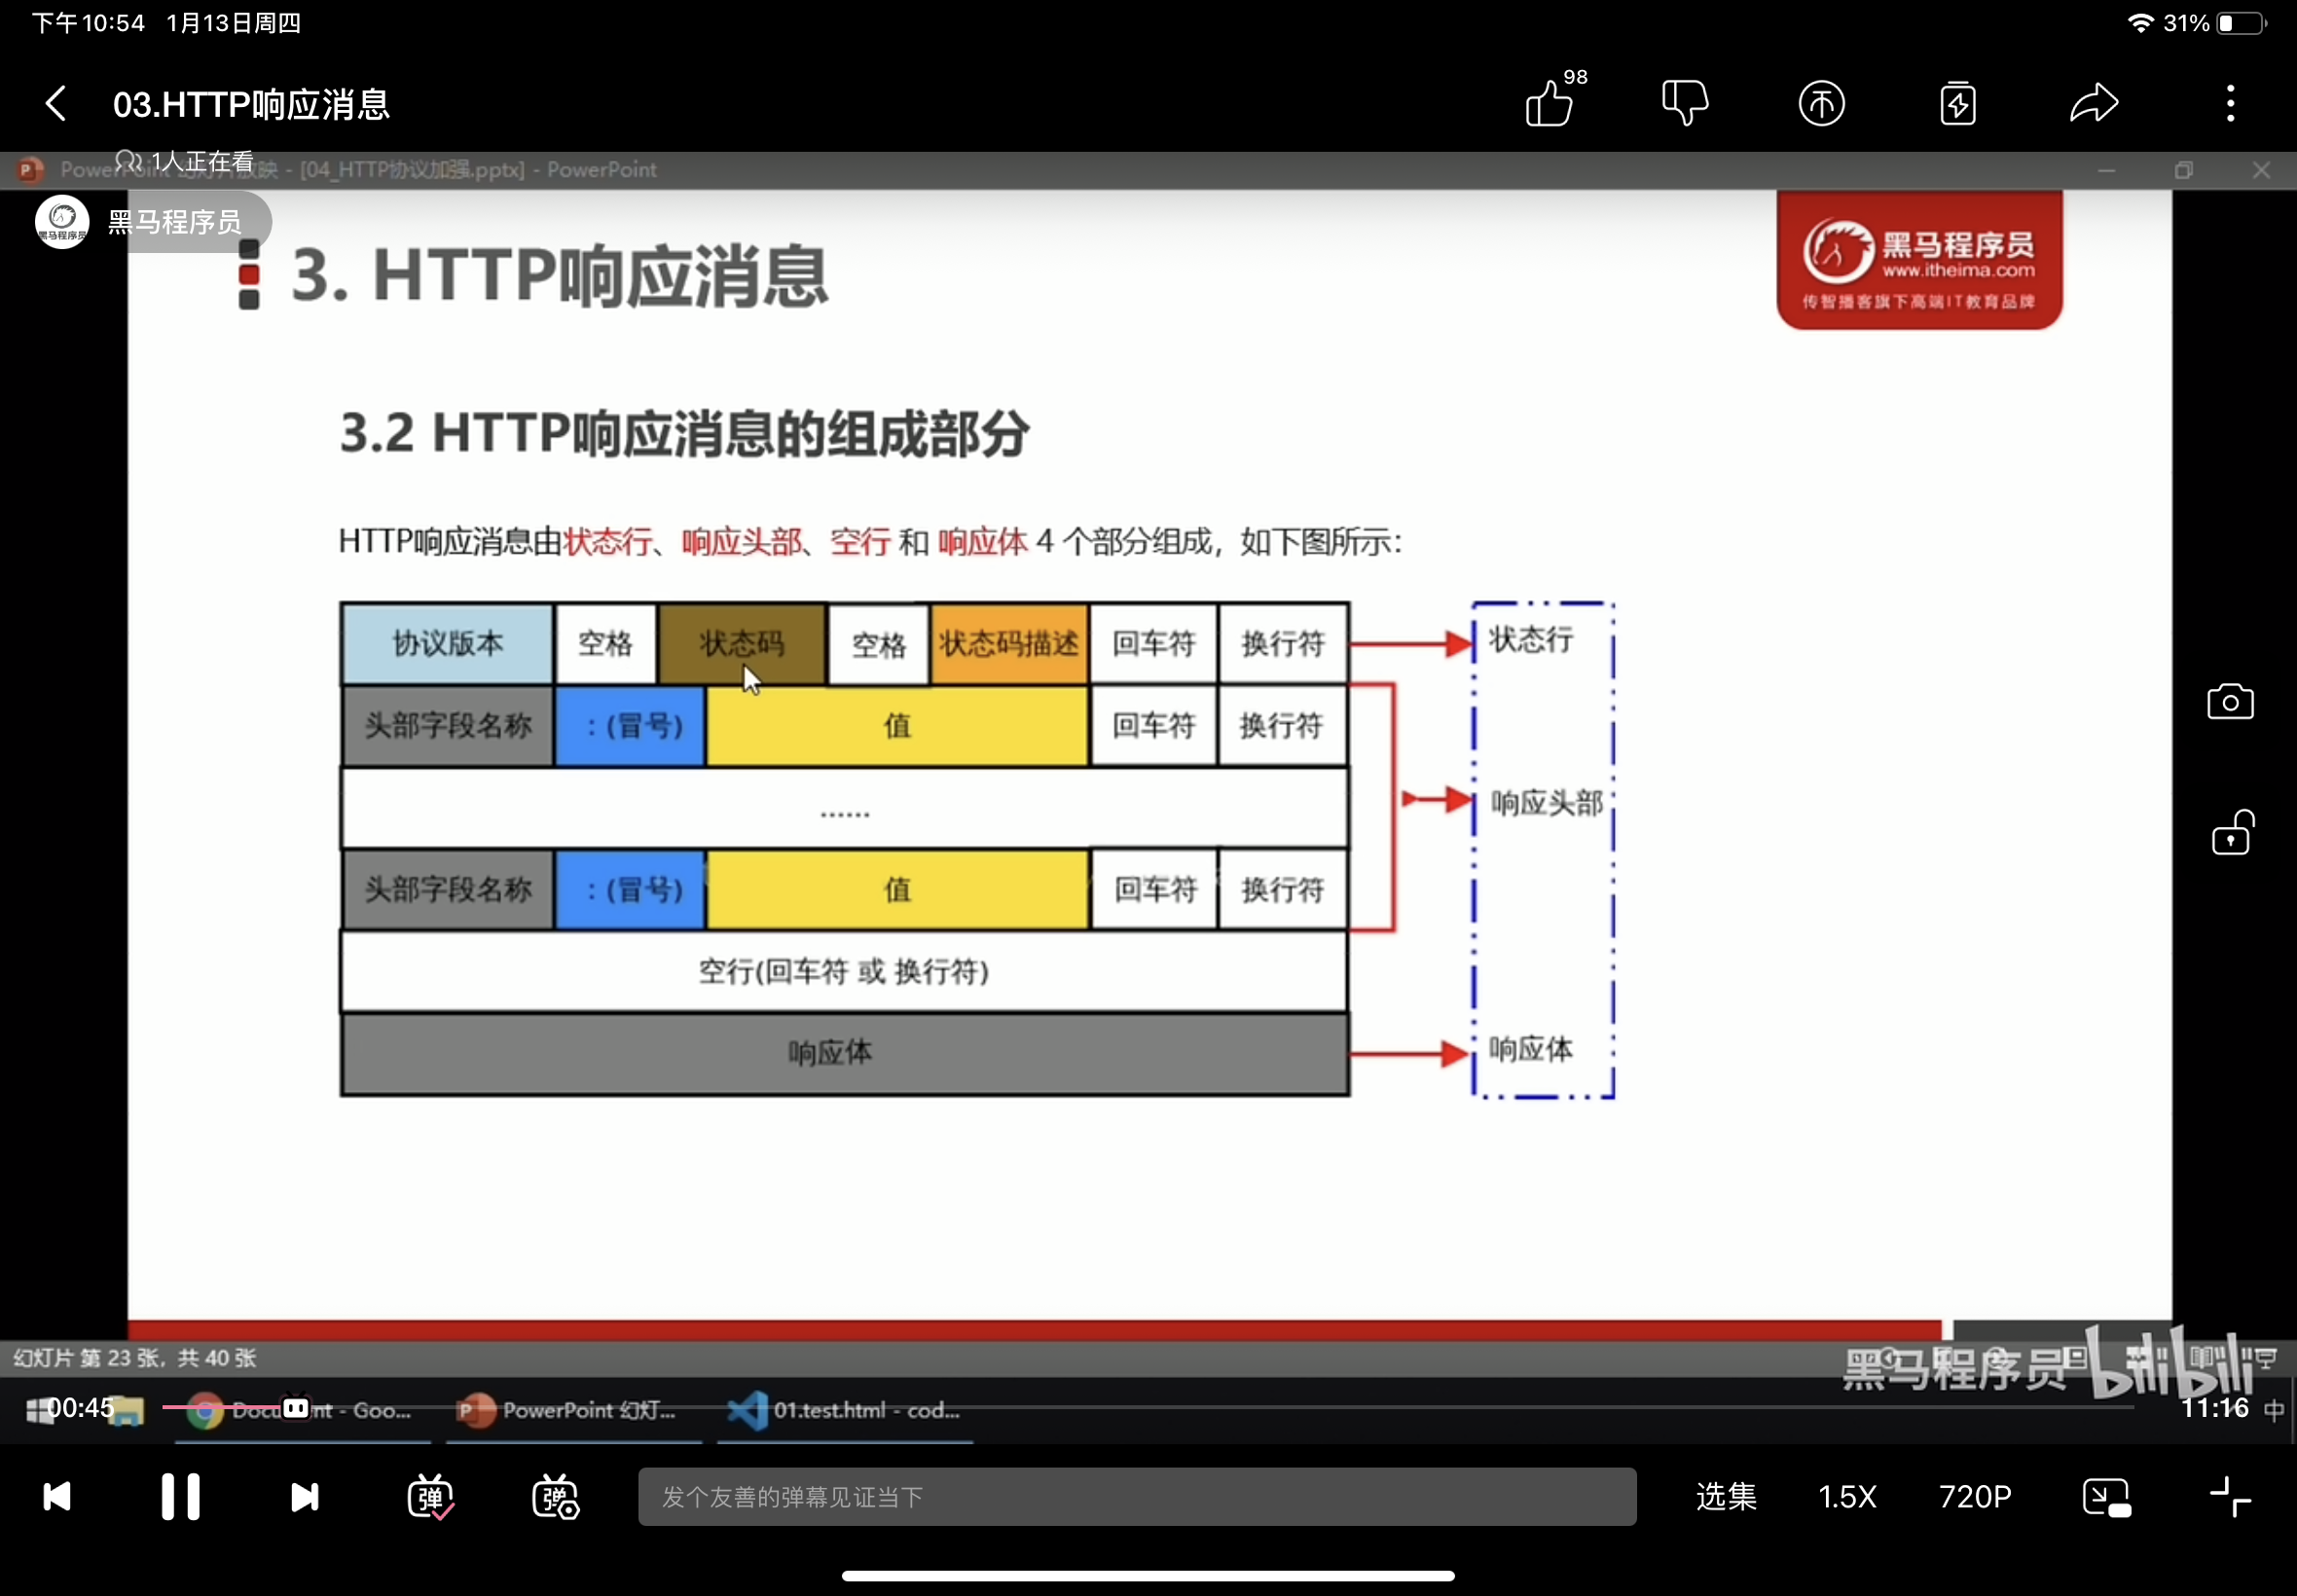 下午10:54 1月13日周四
31%
03.HTTP响应消息
98
1人正在看
PowerPoint 幻灯片放映 - [04_HTTP协议加强.pptx] - PowerPoint
黑马程序员
黑马程序员
3. HTTP响应消息
黑马程序员
www.itheima.com
传智播客旗下高端IT教育品牌
3.2 HTTP响应消息的组成部分
HTTP响应消息由状态行、响应头部、空行 和 响应体 4 个部分组成，如下图所示：
协议版本 空格 状态码 空格 状态码描述 回车符 换行符 状态行
头部字段名称 ：(冒号) 值 回车符 换行符
...... 响应头部
头部字段名称 ：(冒号) 值 回车符 换行符
空行(回车符 或 换行符)
响应体 响应体
幻灯片 第 23 张，共 40 张
黑马程序员 bilibili
00:45
PowerPoint 幻灯...
01.test.html - cod...
11:16
中
弹
弹
发个友善的弹幕见证当下
选集
1.5X
720P